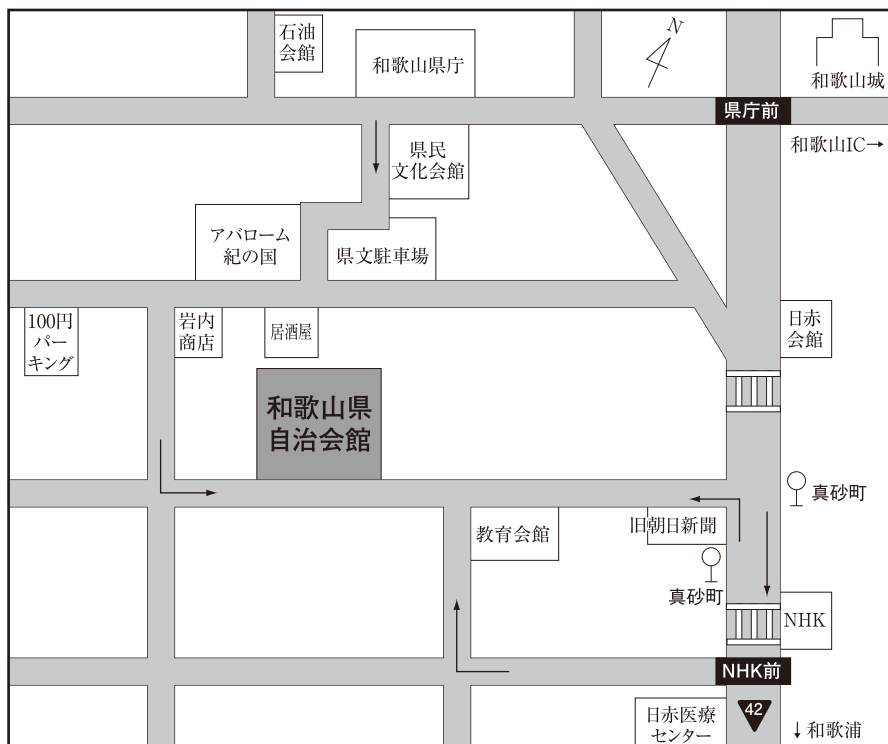 石油
会館
和歌山県庁
N
和歌山城
県庁前
和歌山IC→
県民
文化会館
アバローム
紀の国
県文駐車場
100円
パー
キング
岩内
商店
居酒屋
日赤
会館
和歌山県
自治会館
真砂町
教育会館
旧朝日新聞
真砂町
NHK
NHK前
日赤医療
センター
42
↓和歌浦